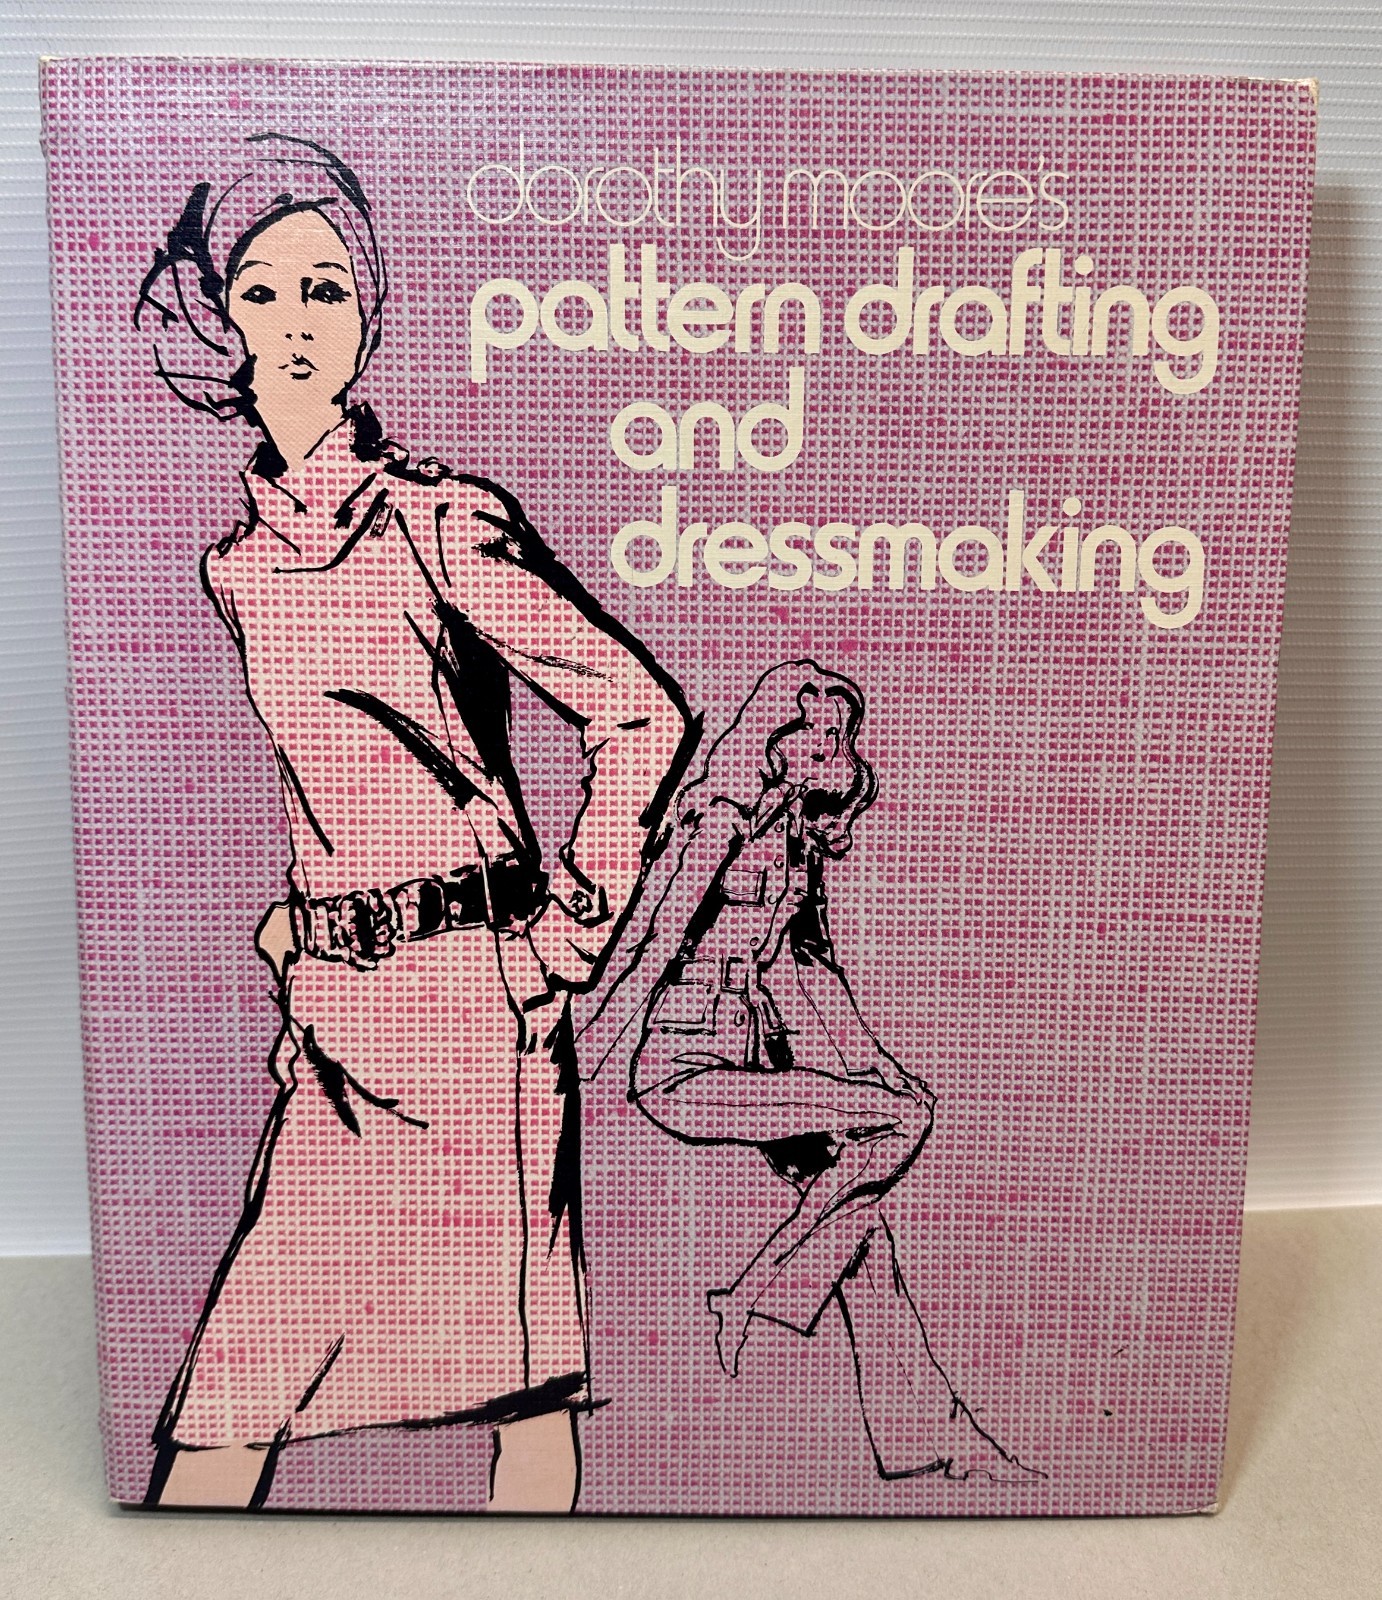 dorothy moore's
pattern drafting
and
dressmaking